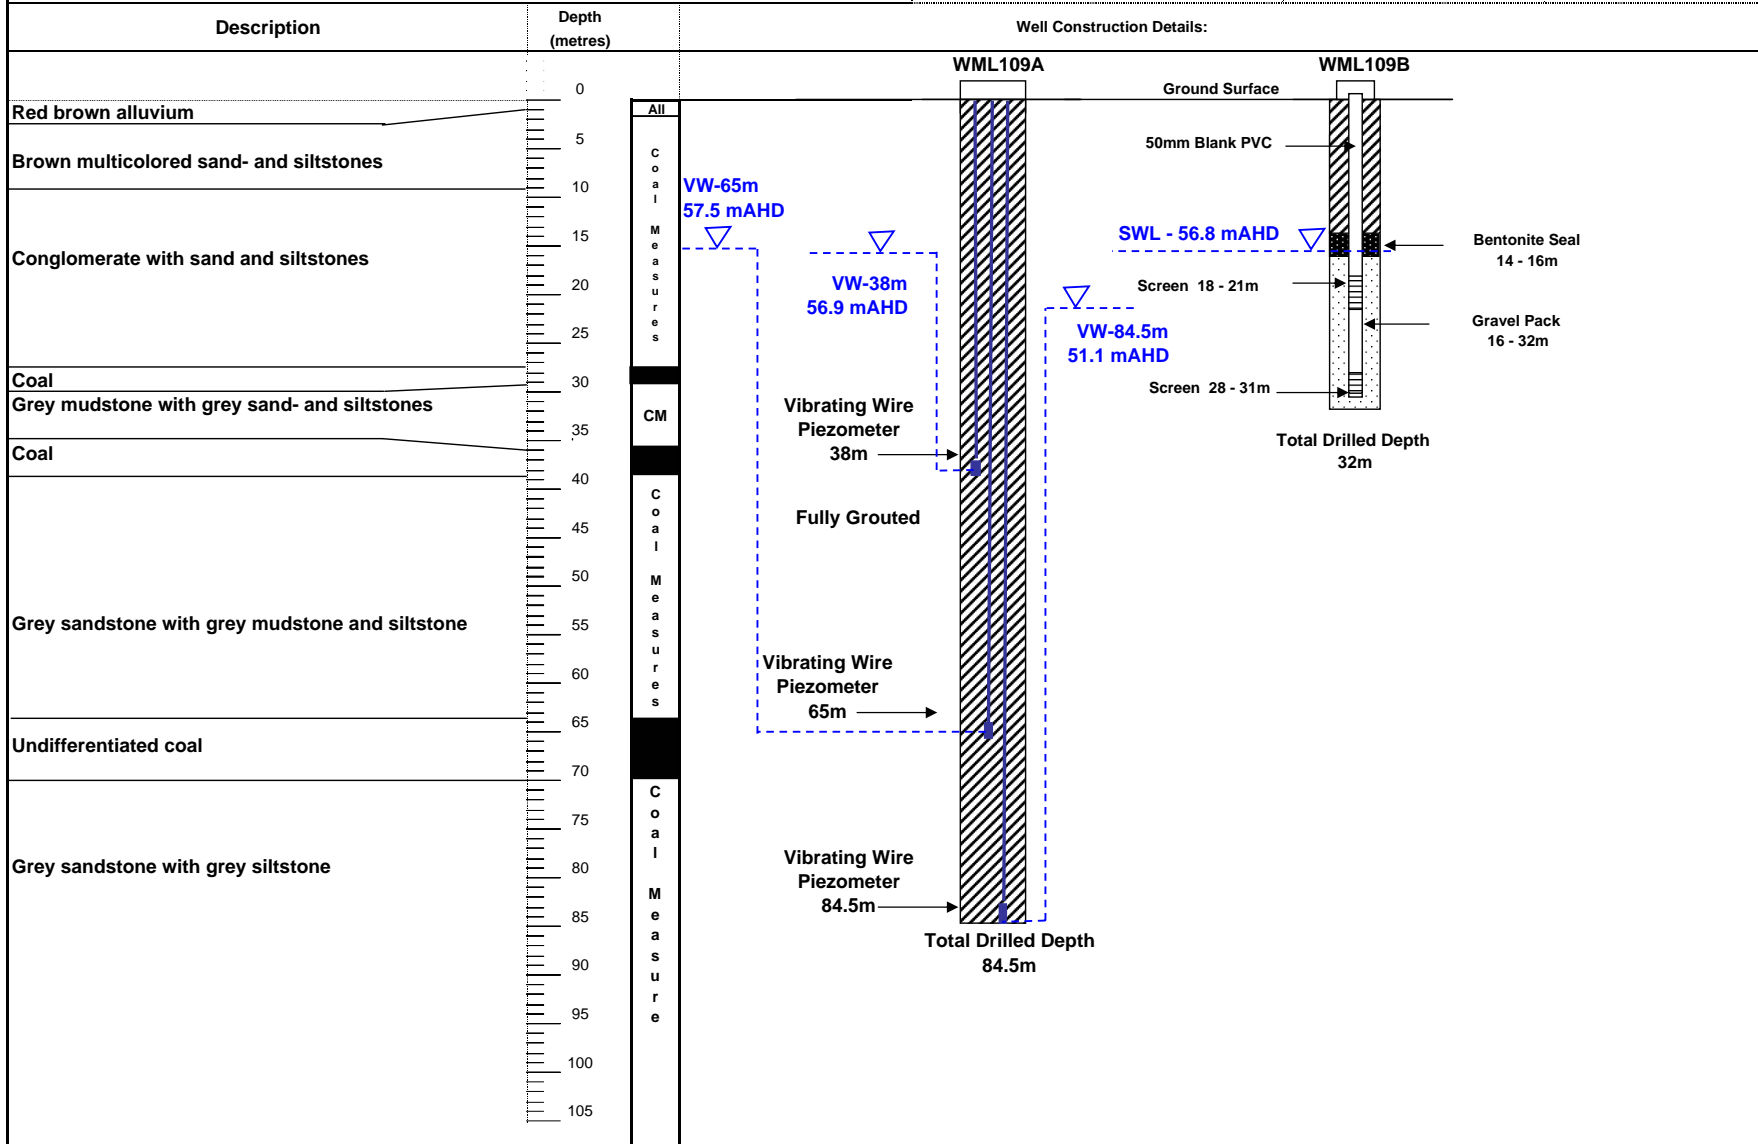 Description
Depth
(metres)
Well Construction Details:
WML109A
WML109B
0
Ground Surface
Red brown alluvium
All
5
50mm Blank PVC
Brown multicolored sand- and siltstones
Coal Measures
10
VW-65m
57.5 mAHD
15
SWL - 56.8 mAHD
Bentonite Seal
14 - 16m
Conglomerate with sand and siltstones
VW-38m
56.9 mAHD
20
Screen 18 - 21m
25
VW-84.5m
51.1 mAHD
Gravel Pack
16 - 32m
Coal
30
Screen 28 - 31m
Grey mudstone with grey sand- and siltstones
CM
Vibrating Wire
Piezometer
38m
35
Total Drilled Depth
32m
Coal
40
Coal Measures
Fully Grouted
45
50
55
Grey sandstone with grey mudstone and siltstone
60
Vibrating Wire
Piezometer
65m
65
Undifferentiated coal
70
Coal Measure
75
80
Grey sandstone with grey siltstone
Vibrating Wire
Piezometer
84.5m
85
Total Drilled Depth
84.5m
90
95
100
105